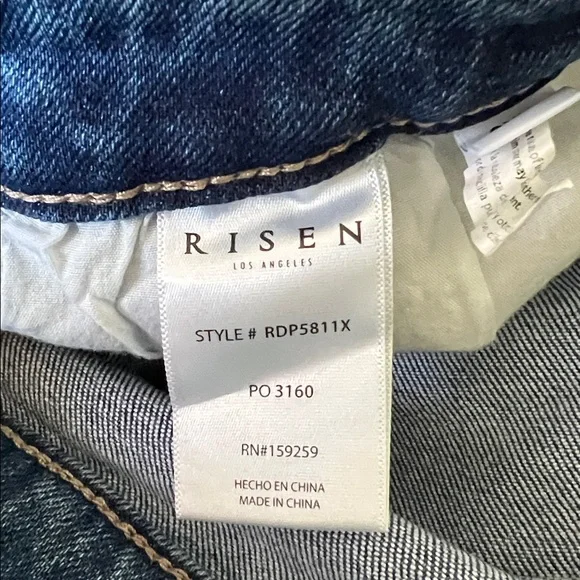 RISEN
LOS ANGELES
STYLE # RDP5811X
PO 3160
RN#159259
HECHO EN CHINA
MADE IN CHINA